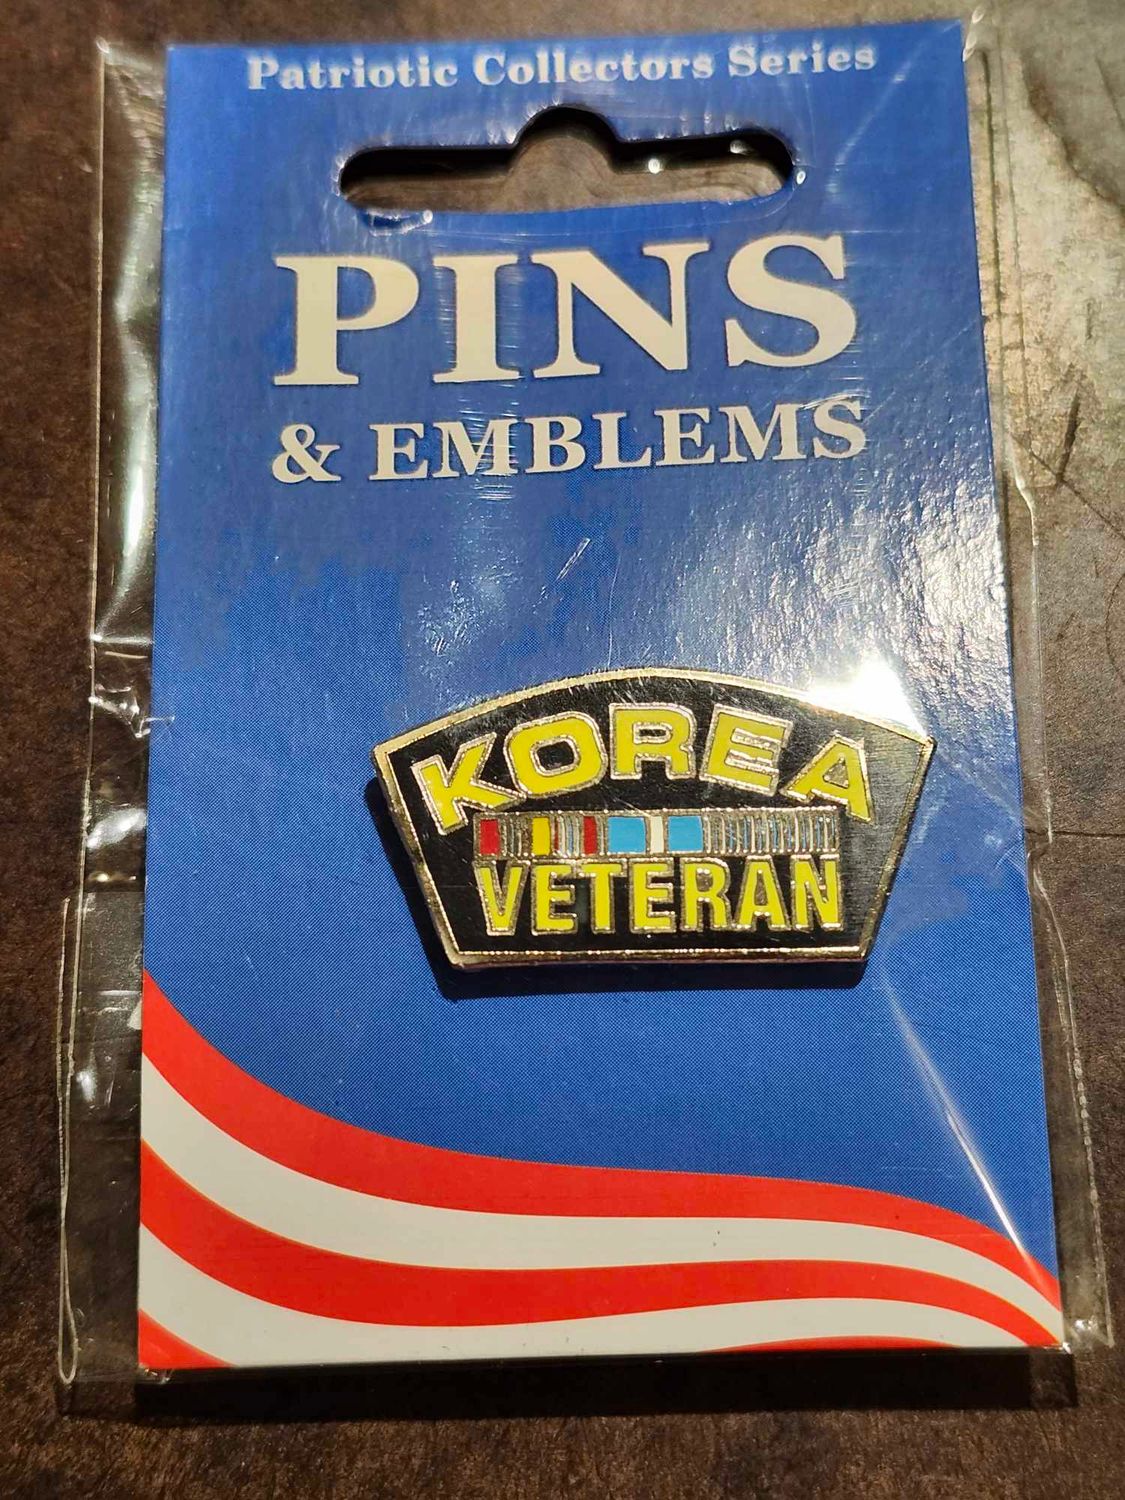 Patriotic Collectors Series
PINS
& EMBLEMS
KOREA
VETERAN